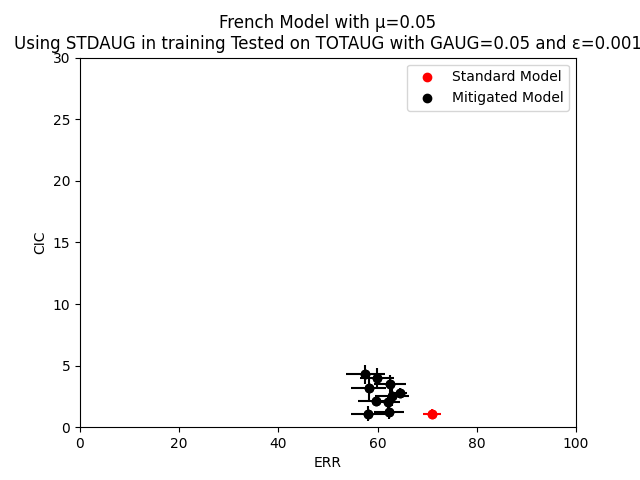 French Model with μ=0.05
Using STDAUG in training Tested on TOTAUG with GAUG=0.05 and ε=0.001
Standard Model
Mitigated Model
30
25
20
15
10
5
0
CIC
0 20 40 60 80 100
ERR